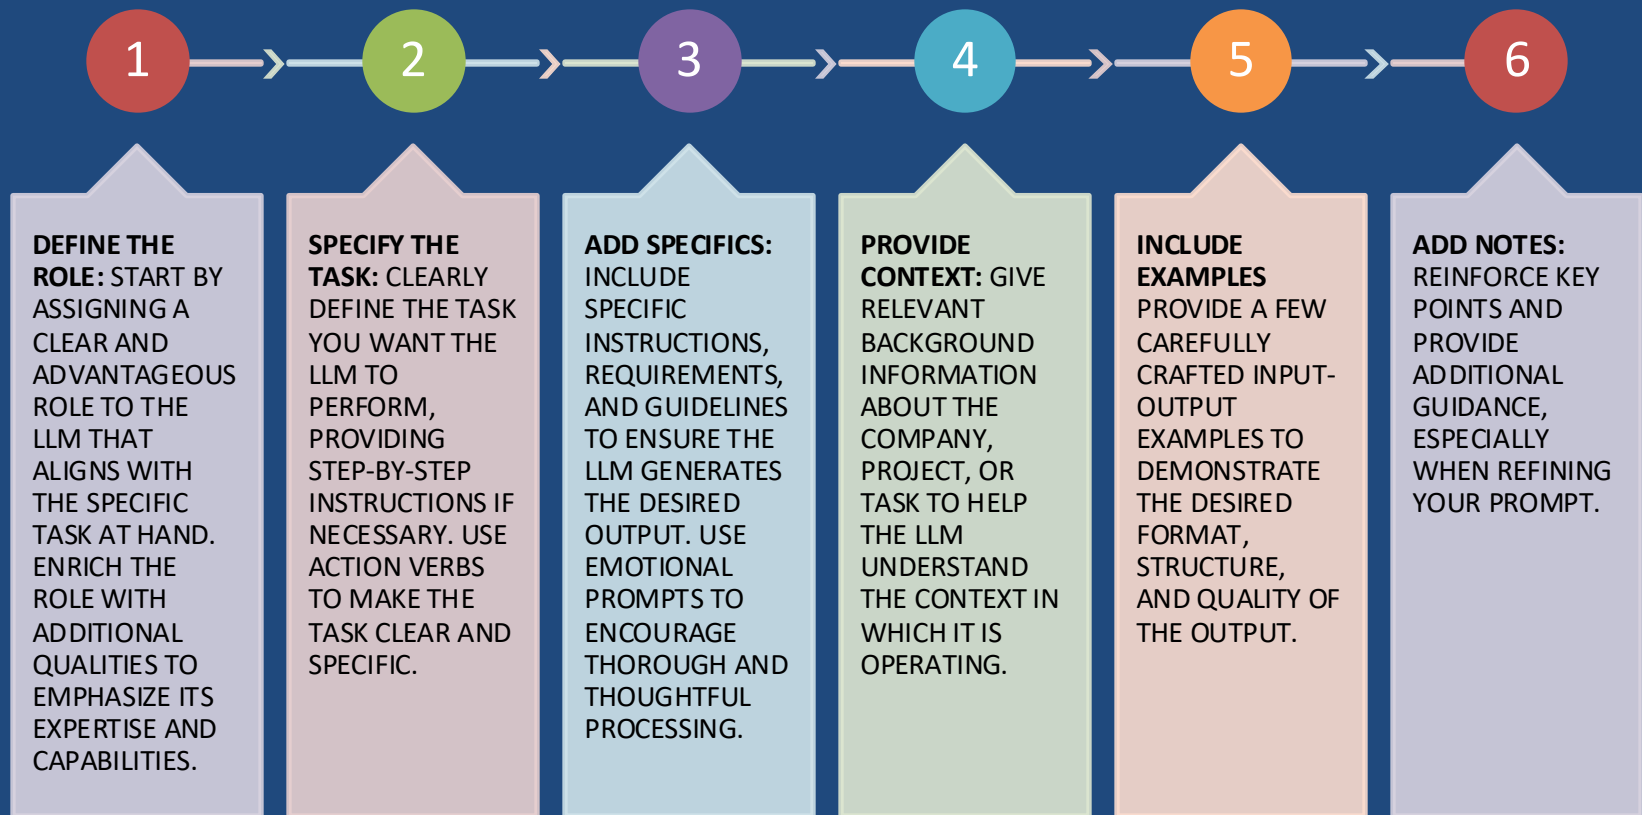 1
2
3
4
5
6
DEFINE THE
ROLE: START BY
ASSIGNING A
CLEAR AND
ADVANTAGEOUS
ROLE TO THE
LLM THAT
ALIGNS WITH
THE SPECIFIC
TASK AT HAND.
ENRICH THE
ROLE WITH
ADDITIONAL
QUALITIES TO
EMPHASIZE ITS
EXPERTISE AND
CAPABILITIES.
SPECIFY THE
TASK: CLEARLY
DEFINE THE TASK
YOU WANT THE
LLM TO
PERFORM,
PROVIDING
STEP-BY-STEP
INSTRUCTIONS IF
NECESSARY. USE
ACTION VERBS
TO MAKE THE
TASK CLEAR AND
SPECIFIC.
ADD SPECIFICS:
INCLUDE
SPECIFIC
INSTRUCTIONS,
REQUIREMENTS,
AND GUIDELINES
TO ENSURE THE
LLM GENERATES
THE DESIRED
OUTPUT. USE
EMOTIONAL
PROMPTS TO
ENCOURAGE
THOROUGH AND
THOUGHTFUL
PROCESSING.
PROVIDE
CONTEXT: GIVE
RELEVANT
BACKGROUND
INFORMATION
ABOUT THE
COMPANY,
PROJECT, OR
TASK TO HELP
THE LLM
UNDERSTAND
THE CONTEXT IN
WHICH IT IS
OPERATING.
INCLUDE
EXAMPLES
PROVIDE A FEW
CAREFULLY
CRAFTED INPUT-
OUTPUT
EXAMPLES TO
DEMONSTRATE
THE DESIRED
FORMAT,
STRUCTURE,
AND QUALITY OF
THE OUTPUT.
ADD NOTES:
REINFORCE KEY
POINTS AND
PROVIDE
ADDITIONAL
GUIDANCE,
ESPECIALLY
WHEN REFINING
YOUR PROMPT.